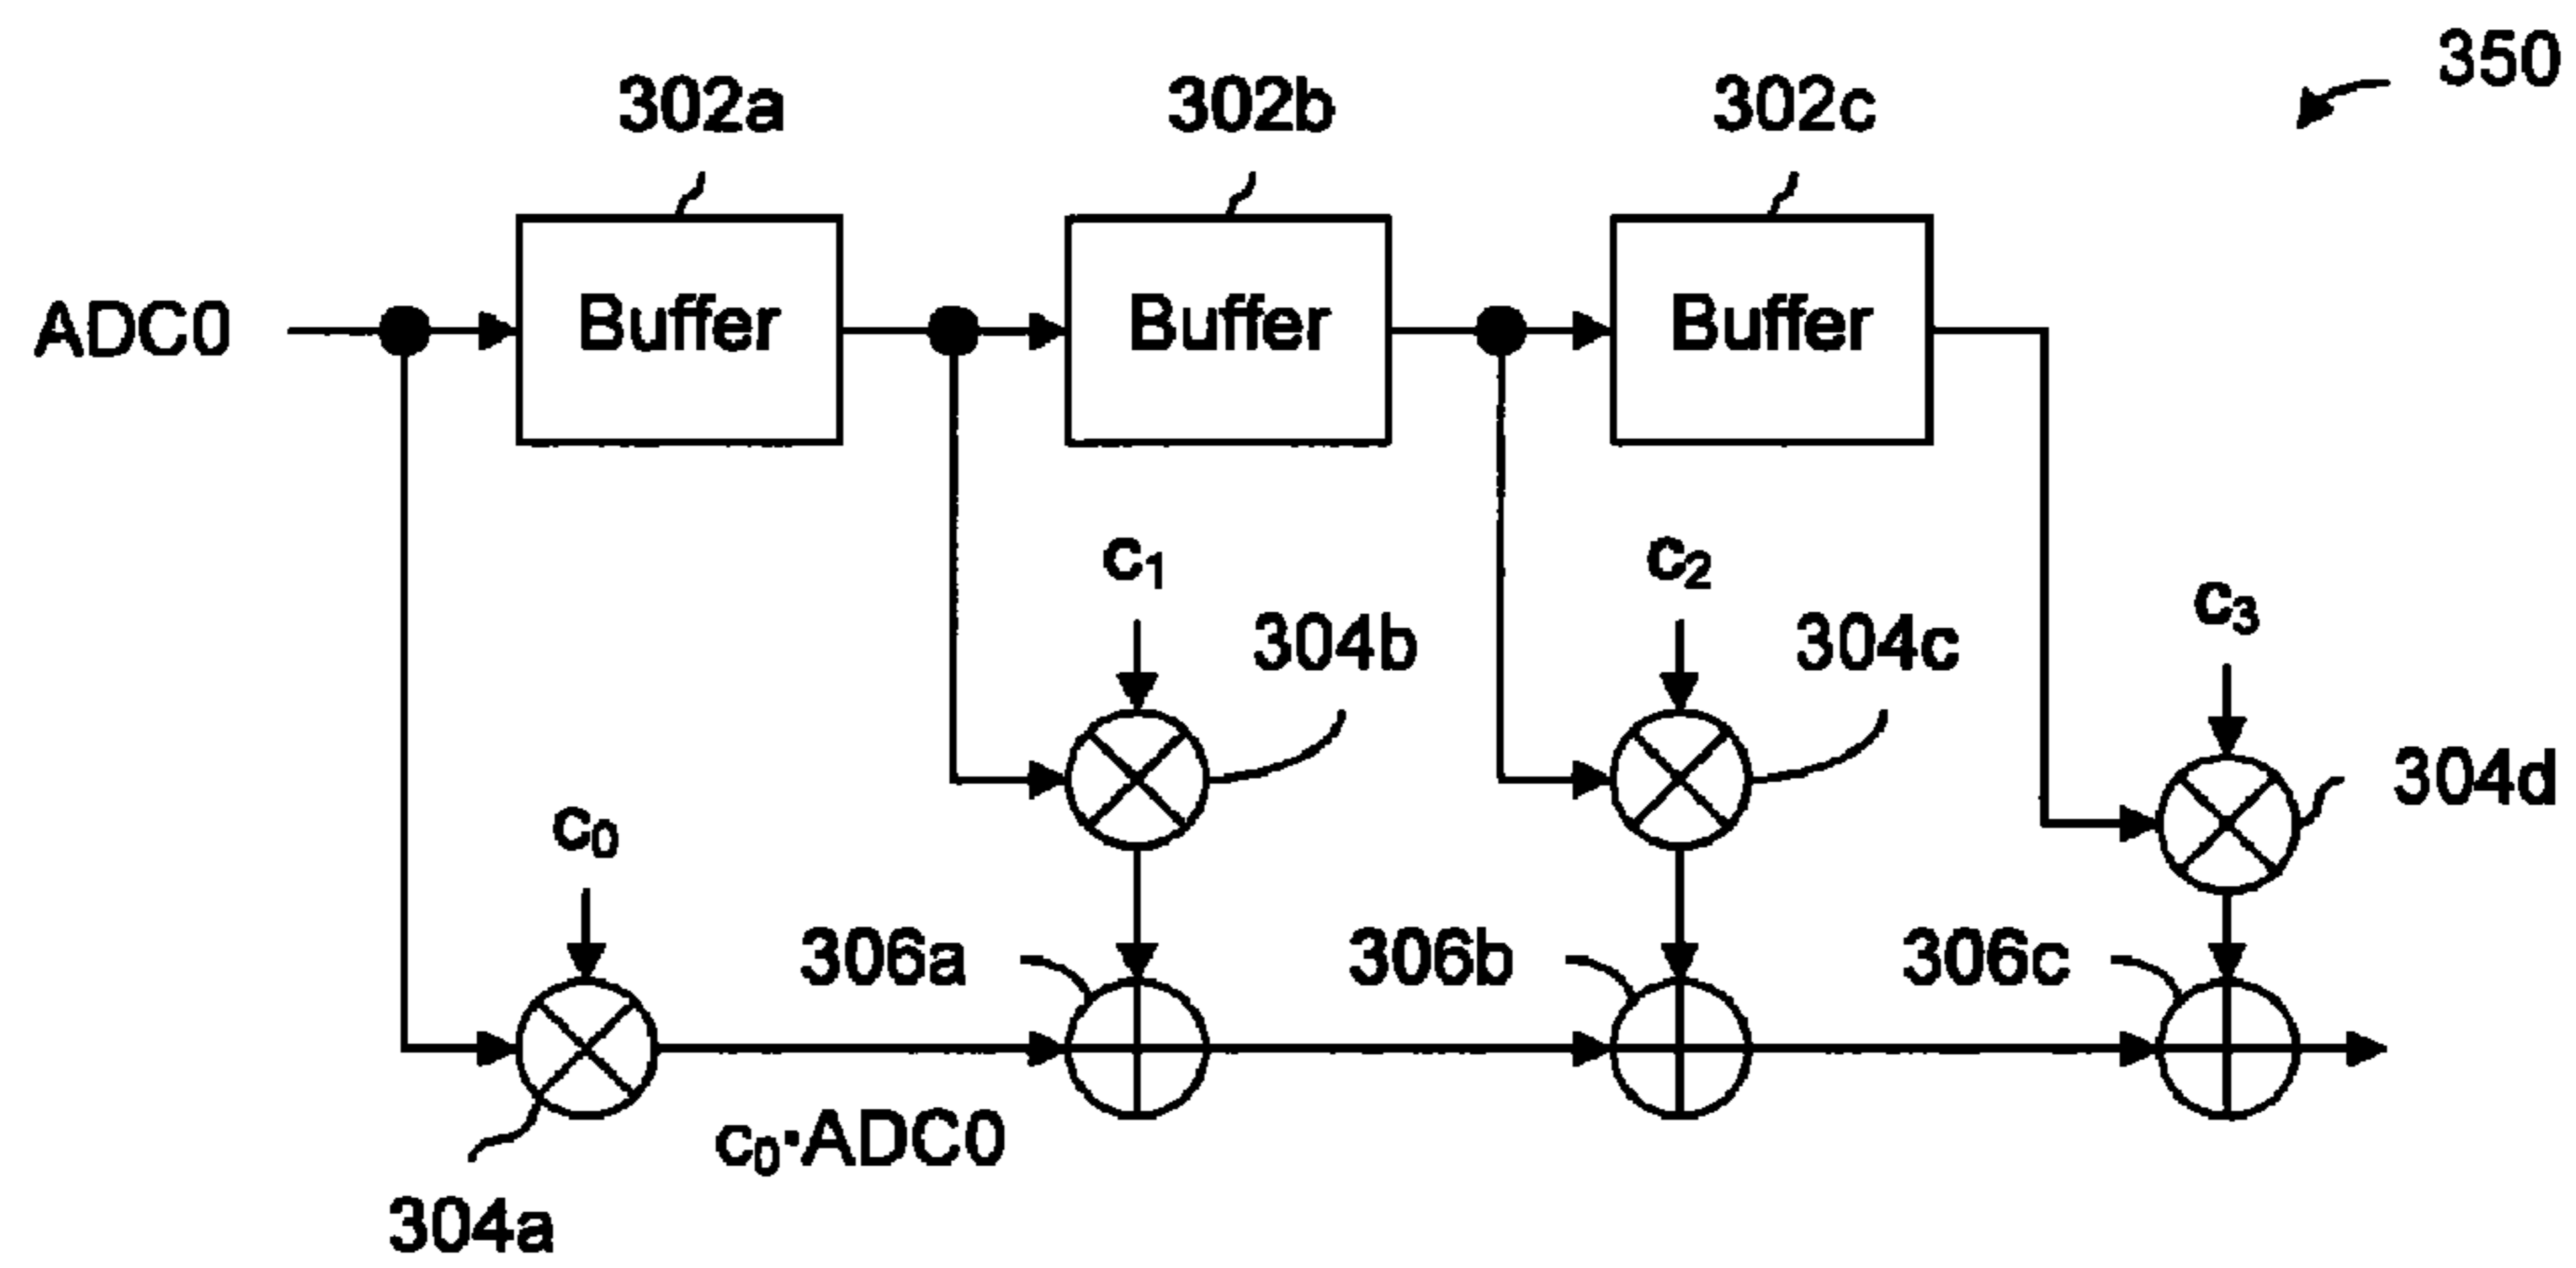 350
302a 302b 302c
ADC0 Buffer Buffer Buffer
c₁ c₂ c₃
304b 304c
304d
c₀
306a 306b 306c
c₀·ADC0
304a